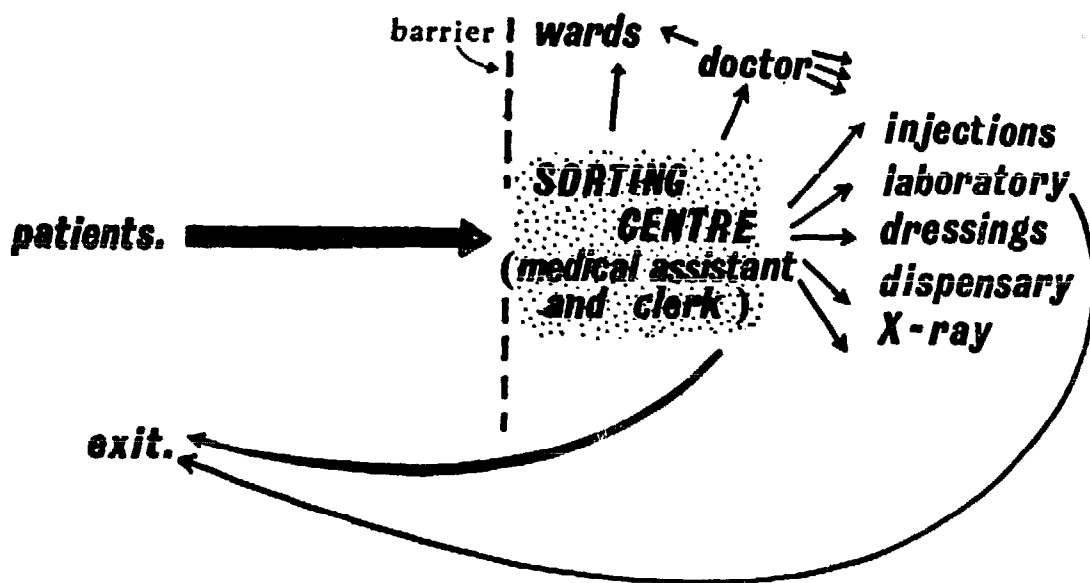 barrier
wards
doctor
injections
SORTING
laboratory
patients.
CENTRE
dressings
(medical assistant
dispensary
and clerk)
X-ray
exit.